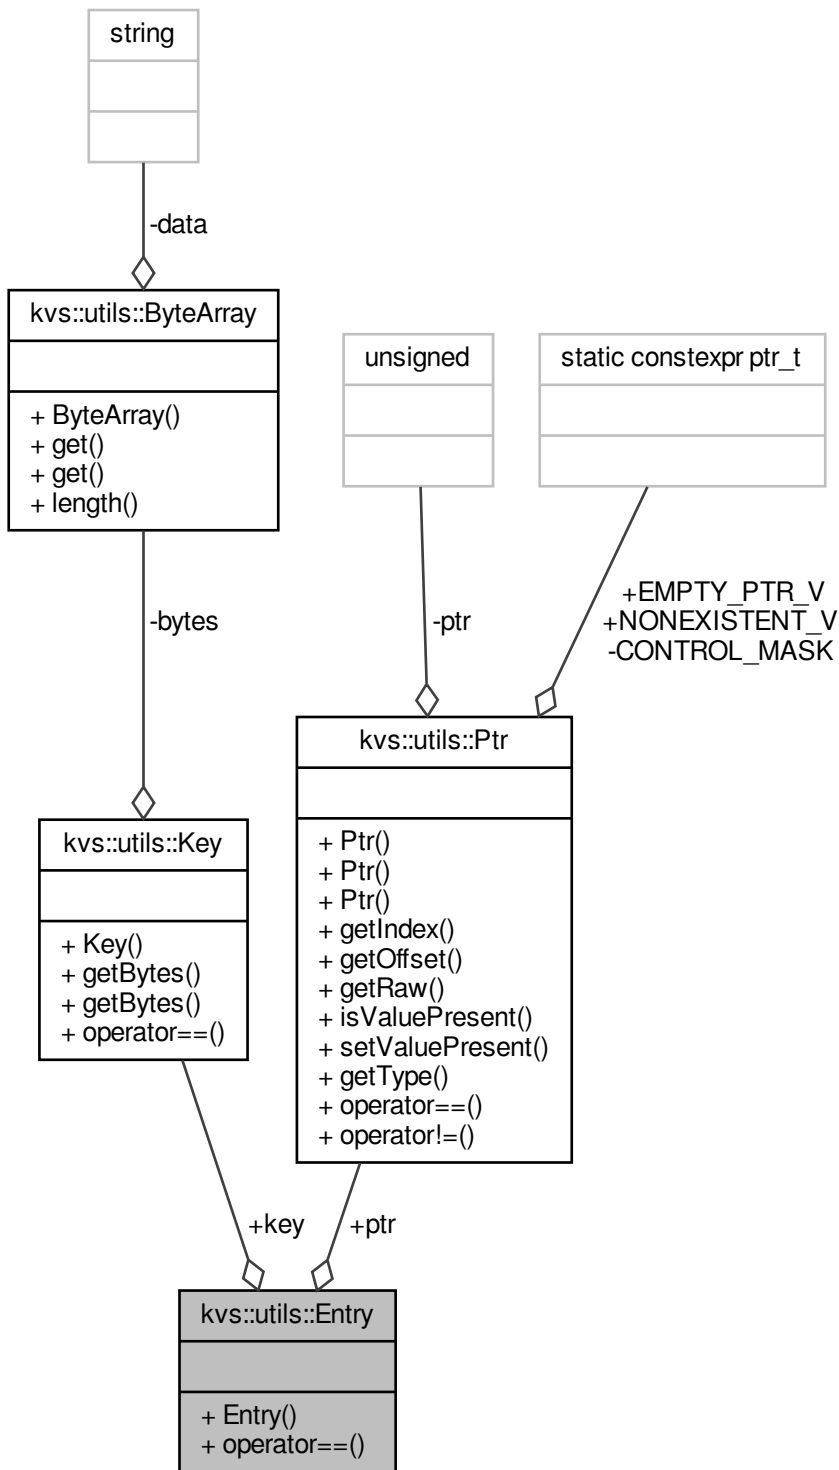 string
-data
kvs::utils::ByteArray
+ ByteArray()
+ get()
+ get()
+ length()
unsigned
static constexpr ptr_t
-bytes
-ptr
+EMPTY_PTR_V
+NONEXISTENT_V
-CONTROL_MASK
kvs::utils::Key
+ Key()
+ getBytes()
+ getBytes()
+ operator==()
kvs::utils::Ptr
+ Ptr()
+ Ptr()
+ Ptr()
+ getIndex()
+ getOffset()
+ getRaw()
+ isValuePresent()
+ setValuePresent()
+ getType()
+ operator==()
+ operator!=()
+key
+ptr
kvs::utils::Entry
+ Entry()
+ operator==()